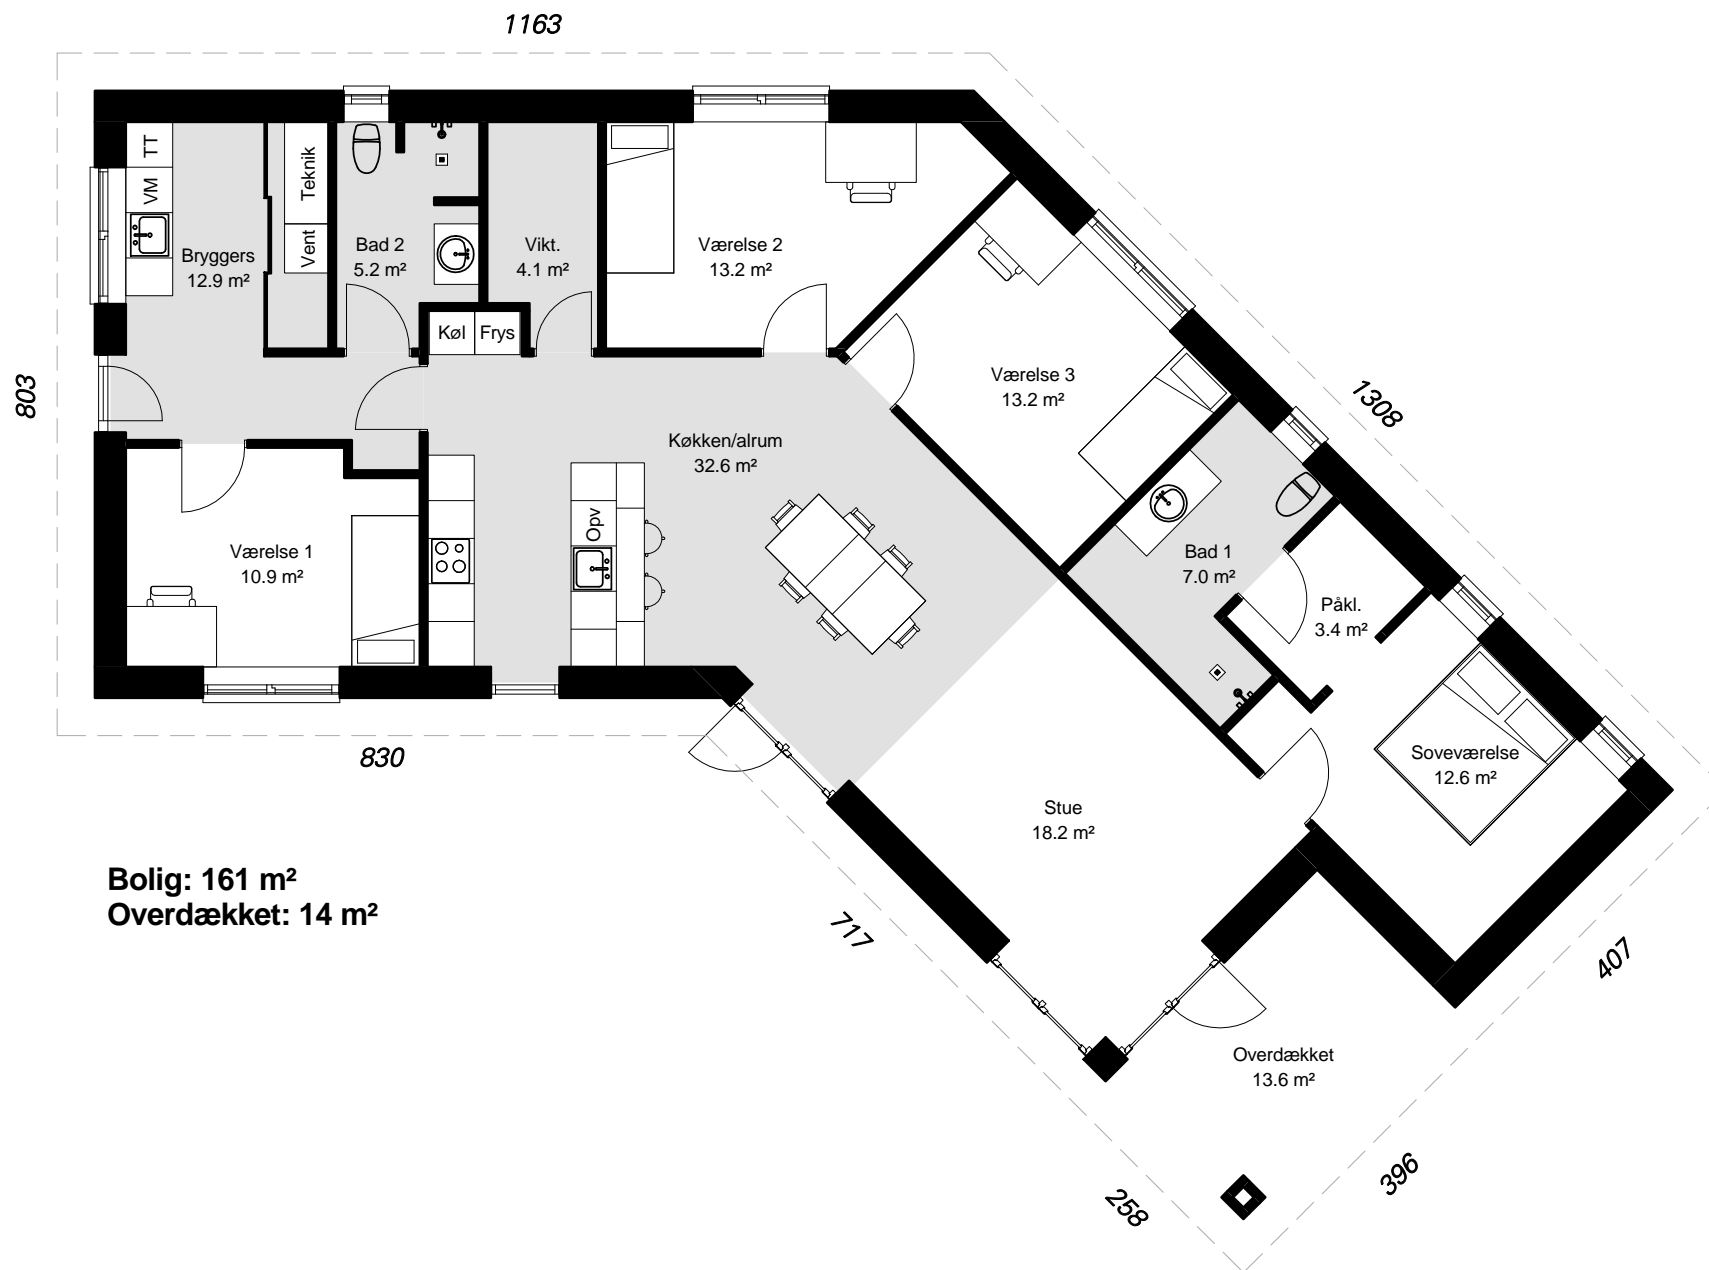 1163
TT
VM
Teknik
Vent
Bryggers
12.9 m²
Bad 2
5.2 m²
Vikt.
4.1 m²
Værelse 2
13.2 m²
Køl
Frys
Værelse 3
13.2 m²
803
1308
Køkken/alrum
32.6 m²
Opv
Værelse 1
10.9 m²
Bad 1
7.0 m²
Påkl.
3.4 m²
830
Soveværelse
12.6 m²
Stue
18.2 m²
Bolig: 161 m²
Overdækket: 14 m²
717
407
Overdækket
13.6 m²
396
258